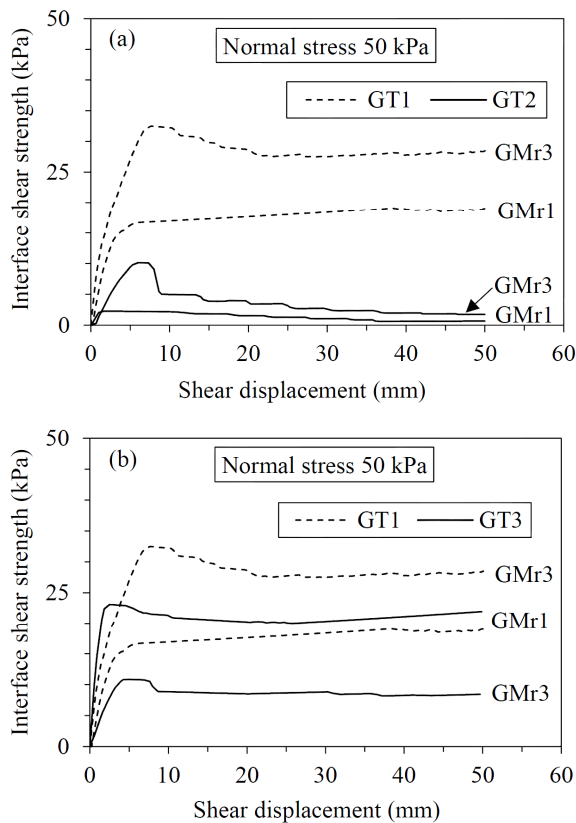 (a)
Normal stress 50 kPa
GT1 GT2
Interface shear strength (kPa)
50
25
0
GMr3
GMr1
GMr3
GMr1
0 10 20 30 40 50 60
Shear displacement (mm)
(b)
Normal stress 50 kPa
GT1 GT3
Interface shear strength (kPa)
50
25
0
GMr3
GMr1
GMr3
0 10 20 30 40 50 60
Shear displacement (mm)